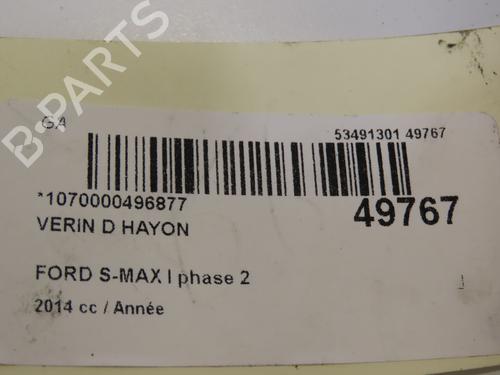 GA
53491301 49767
*1070000496877
49767
VERIN D HAYON
FORD S-MAX I phase 2
2014 cc / Année
B-PARTS